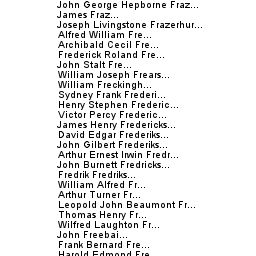 John George Hepborne Fraz...
James Fraz...
Joseph Livingstone Frazerhur...
Alfred William Fre...
Archibald Cecil Fre...
Frederick Roland Fre...
John Stalt Fre...
William Joseph Frears...
William Freckingh...
Sydney Frank Frederi...
Henry Stephen Frederic...
Victor Percy Frederic...
James Henry Fredericks...
David Edgar Frederiks...
John Gilbert Frederiks...
Arthur Ernest Irwin Fredr...
John Burnett Fredricks...
Fredrik Fredriks...
William Alfred Fr...
Arthur Turner Fr...
Leopold John Beaumont Fr...
Thomas Henry Fr...
Wilfred Laughton Fr...
John Freebai...
Frank Bernard Fre...
Harold Edmond Fre...